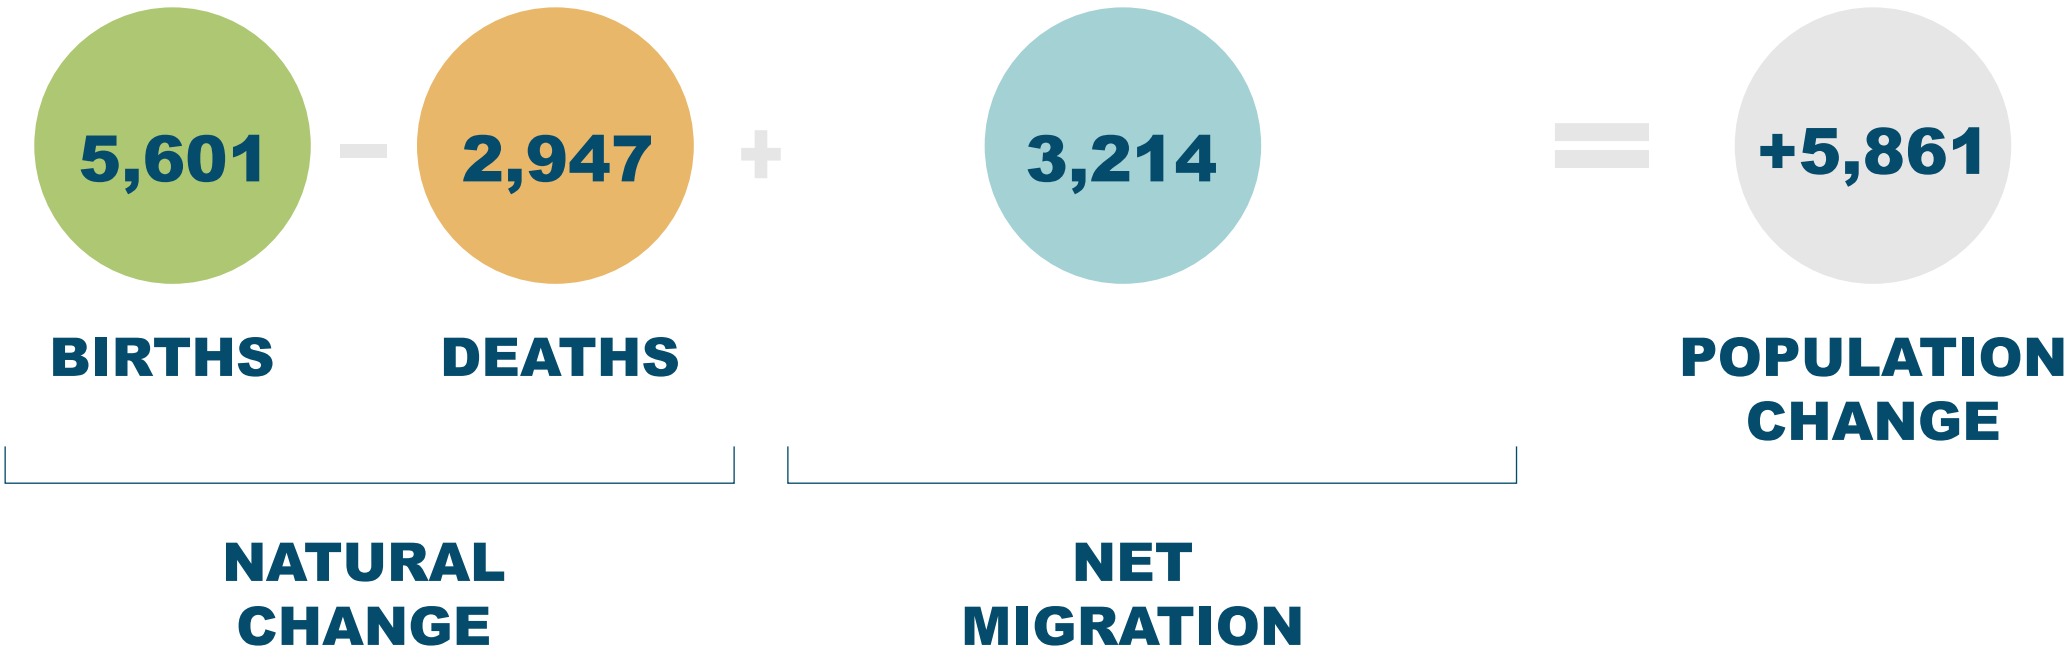 5,601 - 2,947 + 3,214 = +5,861
BIRTHS DEATHS POPULATION
CHANGE
NATURAL NET
CHANGE MIGRATION